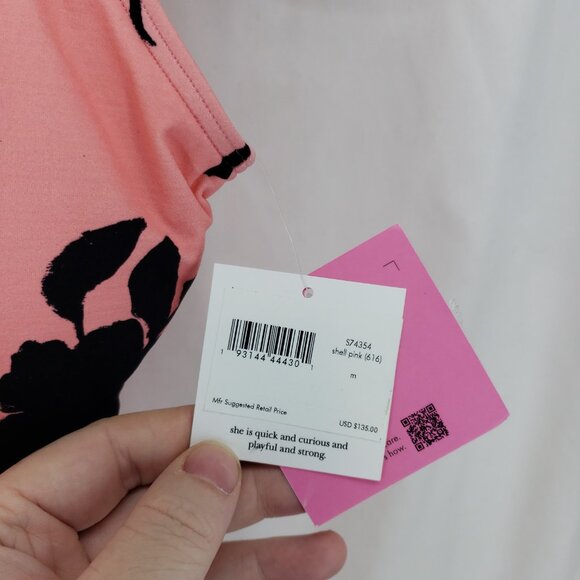 S74354
shell pink (616)
1 93144 44430 1
m
Mfr Suggested Retail Price
USD $135.00
she is quick and curious and
playful and strong.
how.